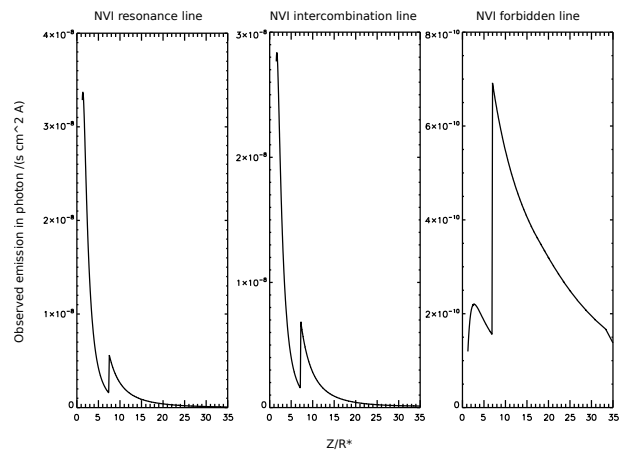 NVI resonance line
NVI intercombination line
NVI forbidden line
Observed emission in photon /(s cm^2 A)
4×10⁻⁸
3×10⁻⁸
2×10⁻⁸
1×10⁻⁸
0
0 5 10 15 20 25 30 35
3×10⁻⁸
2×10⁻⁸
1×10⁻⁸
0
0 5 10 15 20 25 30 35
8×10⁻¹⁰
6×10⁻¹⁰
4×10⁻¹⁰
2×10⁻¹⁰
0
0 5 10 15 20 25 30 35
Z/R*